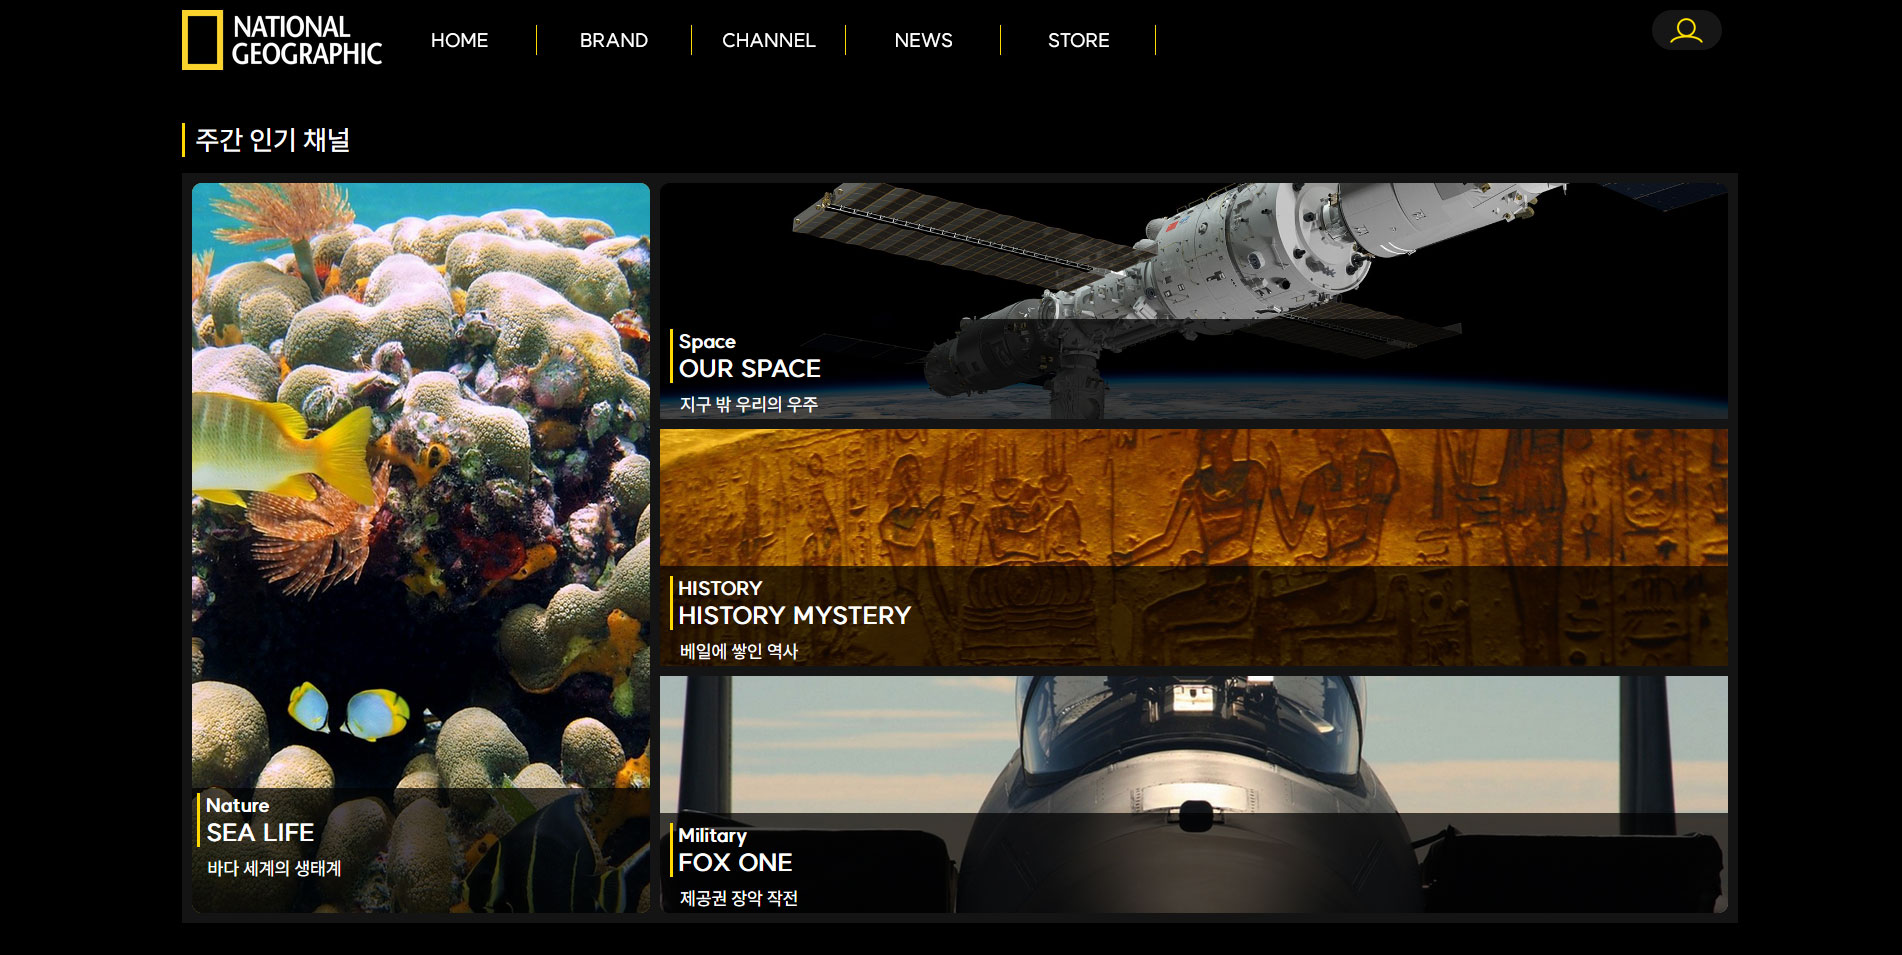 NATIONAL
GEOGRAPHIC
HOME
BRAND
CHANNEL
NEWS
STORE
주간 인기 채널
Nature
SEA LIFE
바다 세계의 생태계
Space
OUR SPACE
지구 밖 우리의 우주
HISTORY
HISTORY MYSTERY
베일에 쌓인 역사
Military
FOX ONE
제공권 장악 작전